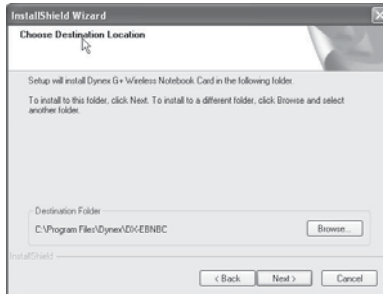 InstallShield Wizard
Choose Destination Location
Setup will install Dynex G+ Wireless Notebook Card in the following folder.
To install to this folder, click Next. To install to a different folder, click Browse and select
another folder.
Destination Folder
C:\Program Files\Dynex\DX-EBNBC
Browse...
InstallShield
< Back
Next >
Cancel